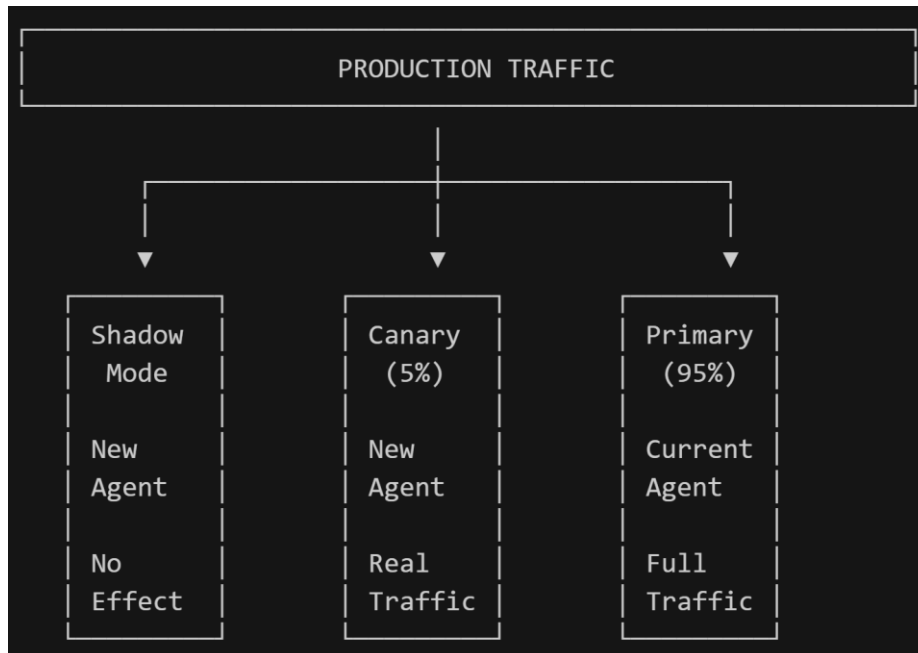 PRODUCTION TRAFFIC
Shadow
Mode
New
Agent
No
Effect
Canary
(5%)
New
Agent
Real
Traffic
Primary
(95%)
Current
Agent
Full
Traffic